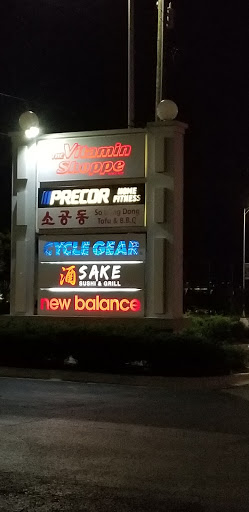 THE Vitamin
Shoppe
PRECOR HOME
FITNESS
소공동 So Gong Dong
Tofu & B.B.Q
CYCLE GEAR
酒 SAKE
SUSHI & GRILL
new balance